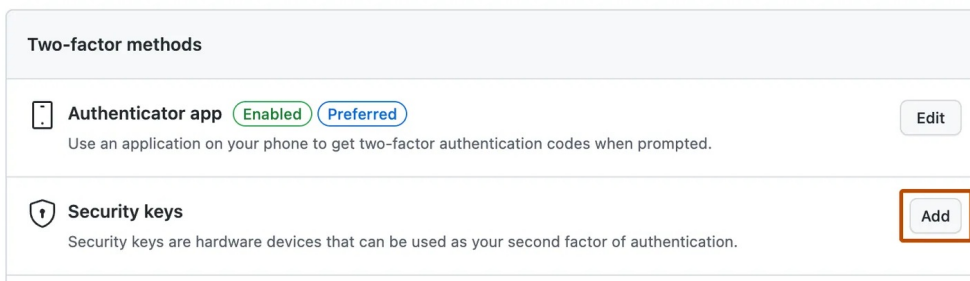 Two-factor methods
Authenticator app Enabled Preferred
Edit
Use an application on your phone to get two-factor authentication codes when prompted.
Security keys
Add
Security keys are hardware devices that can be used as your second factor of authentication.